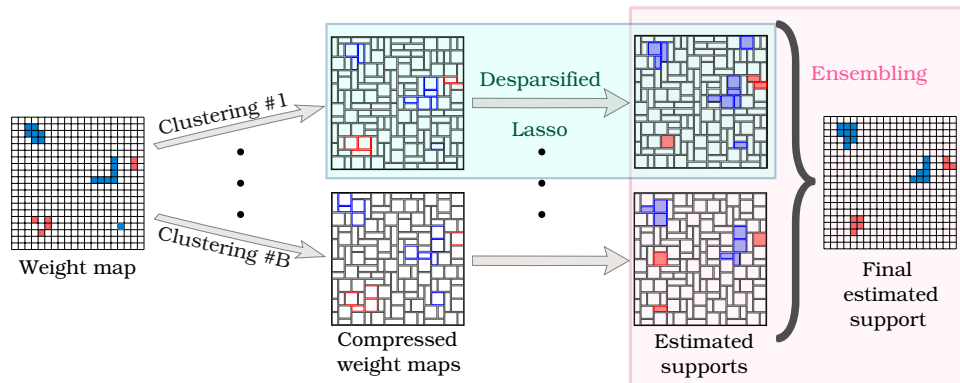 Clustering #1
Desparsified
Lasso
Ensembling
Clustering #B
Weight map
Compressed
weight maps
Estimated
supports
Final
estimated
support